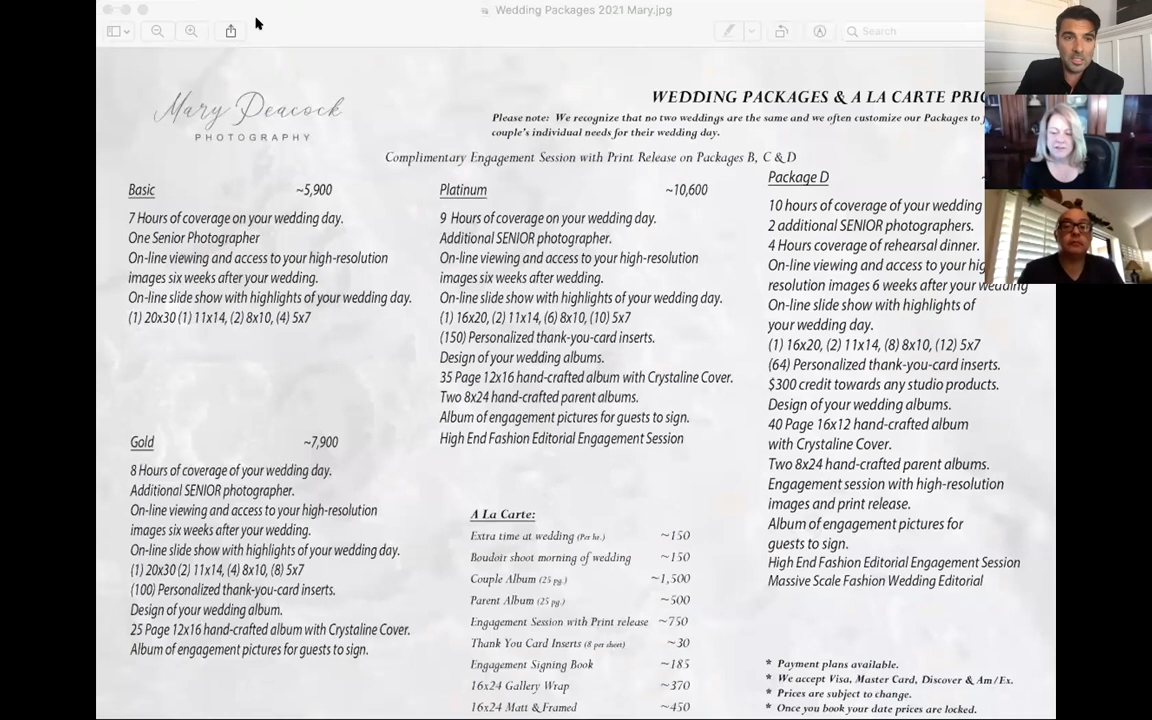 Wedding Packages 2021 Mary.jpg
Search
Mary Peacock
PHOTOGRAPHY
WEDDING PACKAGES & A LA CARTE
Please note: We recognize that no two weddings are the same and we often customize our Packages to
couple's individual needs for their wedding day.
Complimentary Engagement Session with Print Release on Packages B, C & D
Basic ~5,900
7 Hours of coverage on your wedding day.
One Senior Photographer
On-line viewing and access to your high-resolution
images six weeks after your wedding.
On-line slide show with highlights of your wedding day.
(1) 20x30 (1) 11x14, (2) 8x10, (4) 5x7
Gold ~7,900
8 Hours of coverage of your wedding day.
Additional SENIOR photographer.
On-line viewing and access to your high-resolution
images six weeks after your wedding.
On-line slide show with highlights of your wedding day.
(1) 20x30 (2) 11x14, (4) 8x10, (8) 5x7
(100) Personalized thank-you-card inserts.
Design of your wedding album.
25 Page 12x16 hand-crafted album with Crystaline Cover.
Album of engagement pictures for guests to sign.
Platinum ~10,600
9 Hours of coverage on your wedding day.
Additional SENIOR photographer.
On-line viewing and access to your high-resolution
images six weeks after your wedding.
On-line slide show with highlights of your wedding day.
(1) 16x20, (2) 11x14, (6) 8x10, (10) 5x7
(150) Personalized thank-you-card inserts.
Design of your wedding albums.
35 Page 12x16 hand-crafted album with Crystaline Cover.
Two 8x24 hand-crafted parent albums.
Album of engagement pictures for guests to sign.
High End Fashion Editorial Engagement Session
A La Carte:
Extra time at wedding (Per hr.) ~150
Boudoir shoot morning of wedding ~150
Couple Album (25 pg.) ~1,500
Parent Album (25 pg.) ~500
Engagement Session with Print release ~750
Thank You Card Inserts (8 per sheet) ~30
Engagement Signing Book ~185
16x24 Gallery Wrap ~370
16x24 Matt & Framed ~450
Package D
10 hours of coverage of your wedding
2 additional SENIOR photographers.
4 Hours coverage of rehearsal dinner.
On-line viewing and access to your
resolution images 6 weeks after your wedding
On-line slide show with highlights of
your wedding day.
(1) 16x20, (2) 11x14, (8) 8x10, (12) 5x7
(64) Personalized thank-you-card inserts.
$300 credit towards any studio products.
Design of your wedding albums.
40 Page 16x12 hand-crafted album
with Crystaline Cover.
Two 8x24 hand-crafted parent albums.
Engagement session with high-resolution
images and print release.
Album of engagement pictures for
guests to sign.
High End Fashion Editorial Engagement Session
Massive Scale Fashion Wedding Editorial
* Payment plans available.
* We accept Visa, Master Card, Discover & Am/Ex.
* Prices are subject to change.
* Once you book your date prices are locked.